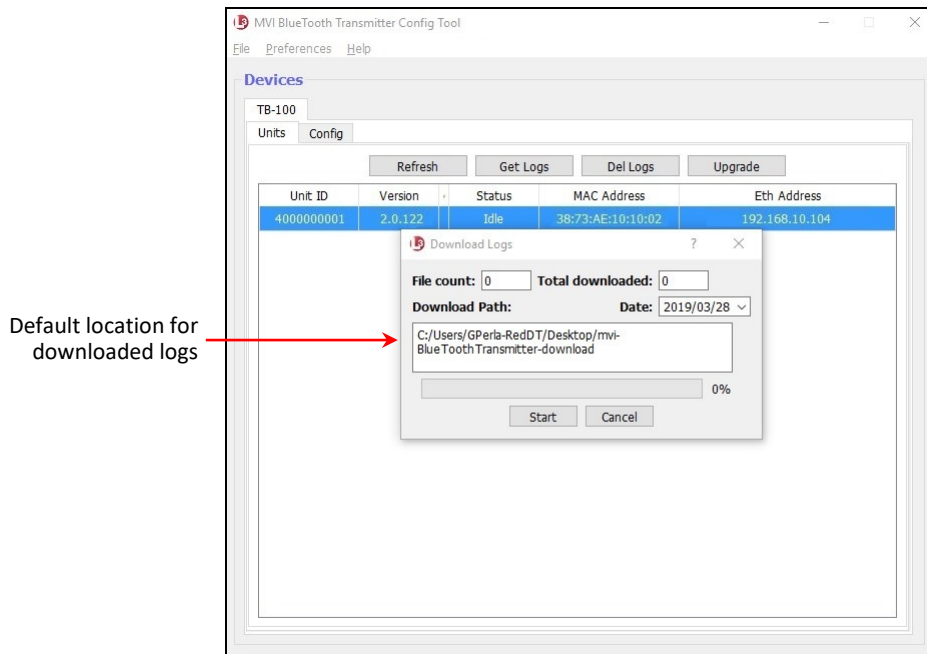 MVI BlueTooth Transmitter Config Tool
File Preferences Help
Devices
TB-100
Units Config
Refresh Get Logs Del Logs Upgrade
Unit ID Version Status MAC Address Eth Address
4000000001 2.0.122 Idle 38:73:AE:10:10:02 192.168.10.104
Download Logs ?
File count: 0 Total downloaded: 0
Download Path: Date: 2019/03/28
C:/Users/GPerla-RedDT/Desktop/mvi-
BlueToothTransmitter-download
0%
Start Cancel
Default location for
downloaded logs